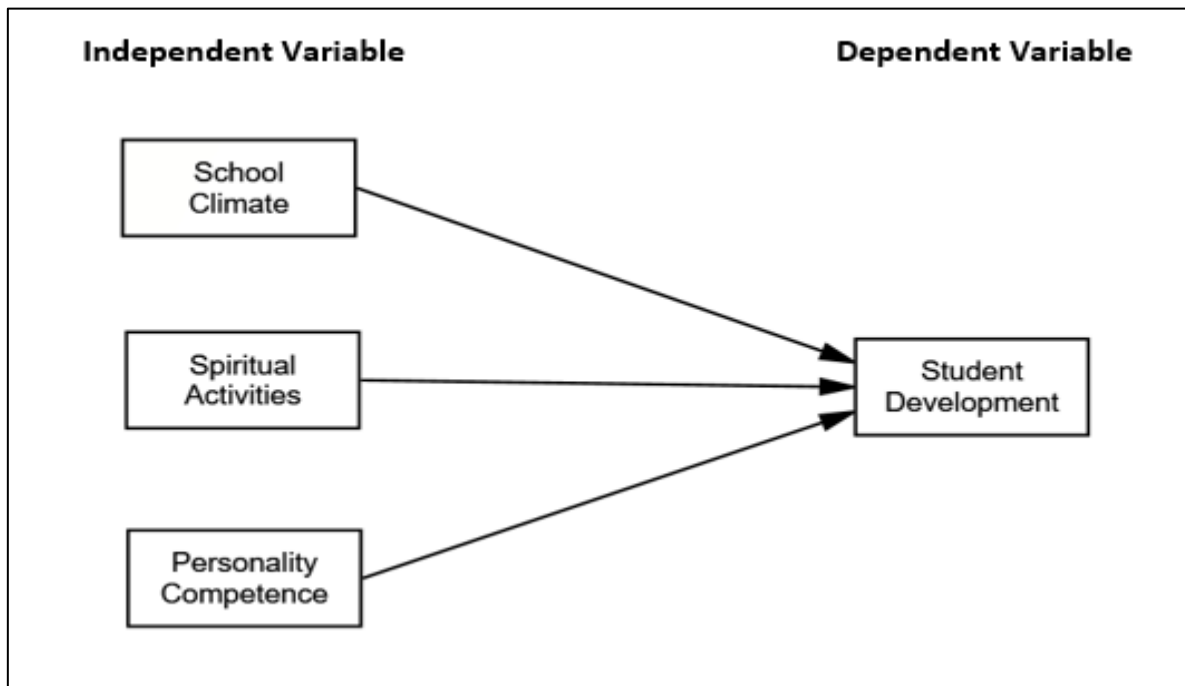 Independent Variable
Dependent Variable
School
Climate
Spiritual
Activities
Student
Development
Personality
Competence